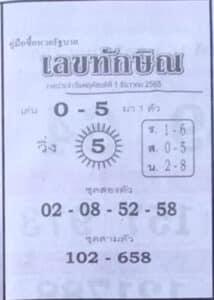 คู่มือซื้อหวยรัฐบาล
เลขทักษิณ
งวดประจำวันพฤหัสบดีที่ 1 ธันวาคม 2565
เด่น 0 - 5 มา 1 ตัว
วิ่ง 5
ร. 1-6
ส. 0-5
น. 2-8
ชุดสองตัว
02 - 08 - 52 - 58
ชุดสามตัว
102 - 658